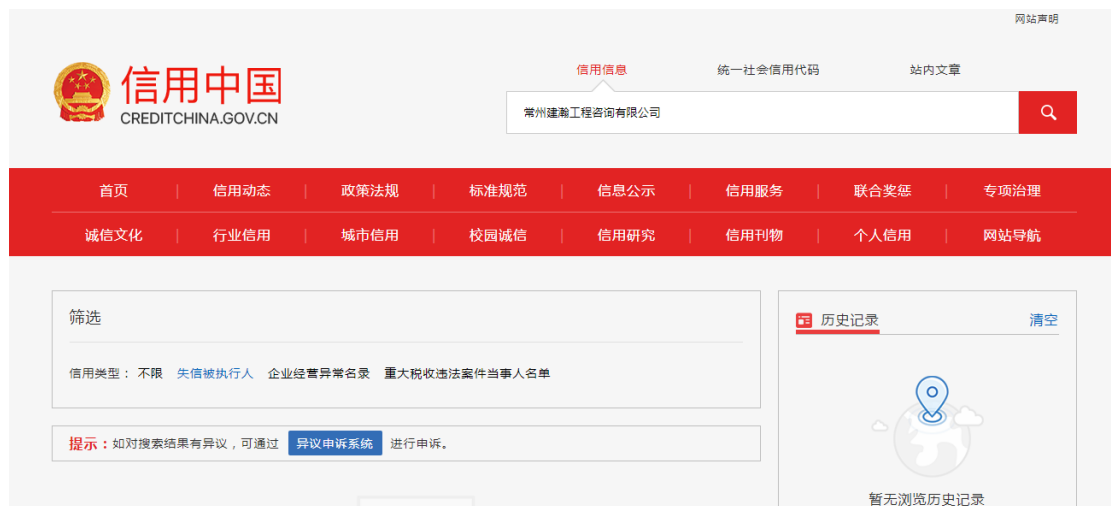 网站声明
信用信息 统一社会信用代码 站内文章
信用中国
CREDITCHINA.GOV.CN
常州建瀚工程咨询有限公司
首页 信用动态 政策法规 标准规范 信息公示 信用服务 联合奖惩 专项治理
诚信文化 行业信用 城市信用 校园诚信 信用研究 信用刊物 个人信用 网站导航
筛选
信用类型： 不限 失信被执行人 企业经营异常名录 重大税收违法案件当事人名单
提示：如对搜索结果有异议，可通过 异议申诉系统 进行申诉。
历史记录 清空
暂无浏览历史记录